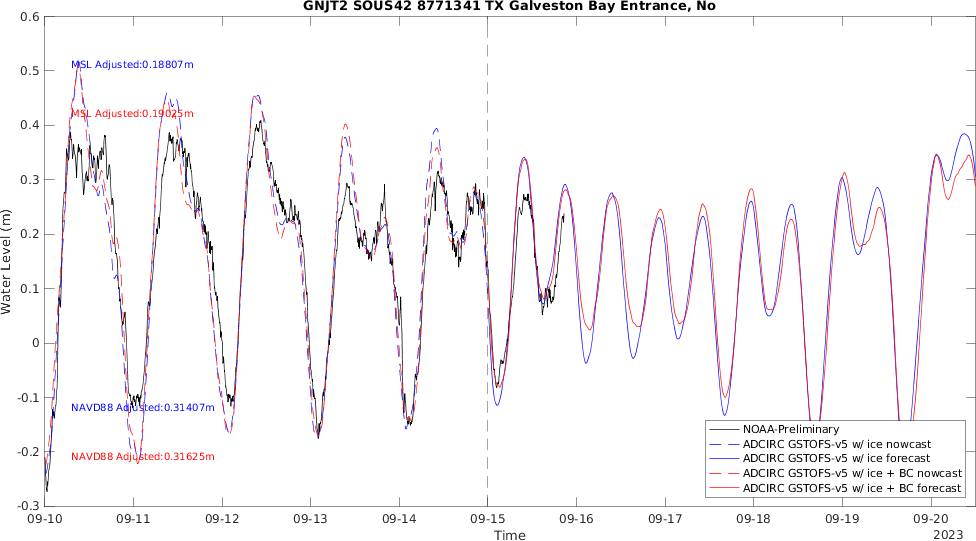 GNJT2 SOUS42 8771341 TX Galveston Bay Entrance, No
0.6
0.5
0.4
0.3
0.2
0.1
0
-0.1
-0.2
-0.3
Water Level (m)
MSL Adjusted:0.18807m
MSL Adjusted:0.19025m
NAVD88 Adjusted:0.31407m
NAVD88 Adjusted:0.31625m
NOAA-Preliminary
ADCIRC GSTOFS-v5 w/ ice nowcast
ADCIRC GSTOFS-v5 w/ ice forecast
ADCIRC GSTOFS-v5 w/ ice + BC nowcast
ADCIRC GSTOFS-v5 w/ ice + BC forecast
09-10 09-11 09-12 09-13 09-14 09-15 09-16 09-17 09-18 09-19 09-20
Time
2023